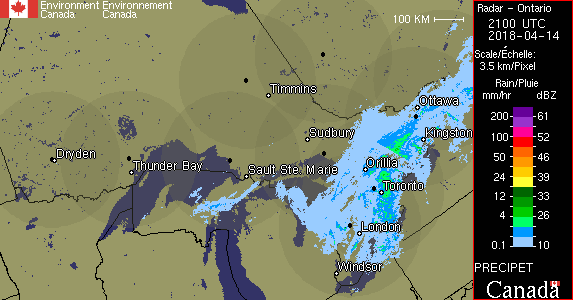 Environment Environnement
Canada Canada
Radar - Ontario
2100 UTC
2018-04-14
100 KM
Scale/Échelle:
3.5 km/Pixel
Rain/Pluie
mm/hr dBZ
Timmins
Ottawa
200 61
100 52
Sudbury
Kingston
50 46
Dryden
Thunder Bay
Sault Ste. Marie
Orillia
24 39
Toronto
12 33
4 26
London
0.1 10
Windsor
PRECIPET
Canada